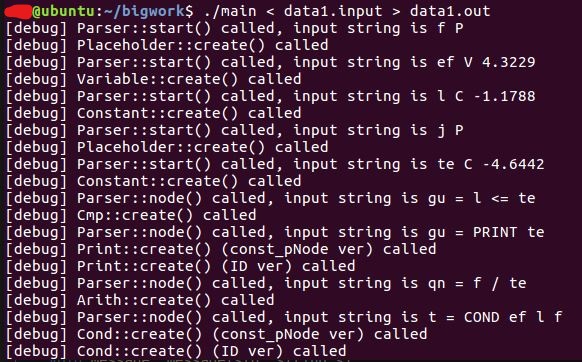 @ubuntu:~/bigwork$ ./main < data1.input > data1.out
[debug] Parser::start() called, input string is f P
[debug] Placeholder::create() called
[debug] Parser::start() called, input string is ef V 4.3229
[debug] Variable::create() called
[debug] Parser::start() called, input string is l C -1.1788
[debug] Constant::create() called
[debug] Parser::start() called, input string is j P
[debug] Placeholder::create() called
[debug] Parser::start() called, input string is te C -4.6442
[debug] Constant::create() called
[debug] Parser::node() called, input string is gu = l <= te
[debug] Cmp::create() called
[debug] Parser::node() called, input string is gu = PRINT te
[debug] Print::create() (const_pNode ver) called
[debug] Print::create() (ID ver) called
[debug] Parser::node() called, input string is qn = f / te
[debug] Arith::create() called
[debug] Parser::node() called, input string is t = COND ef l f
[debug] Cond::create() (const_pNode ver) called
[debug] Cond::create() (ID ver) called